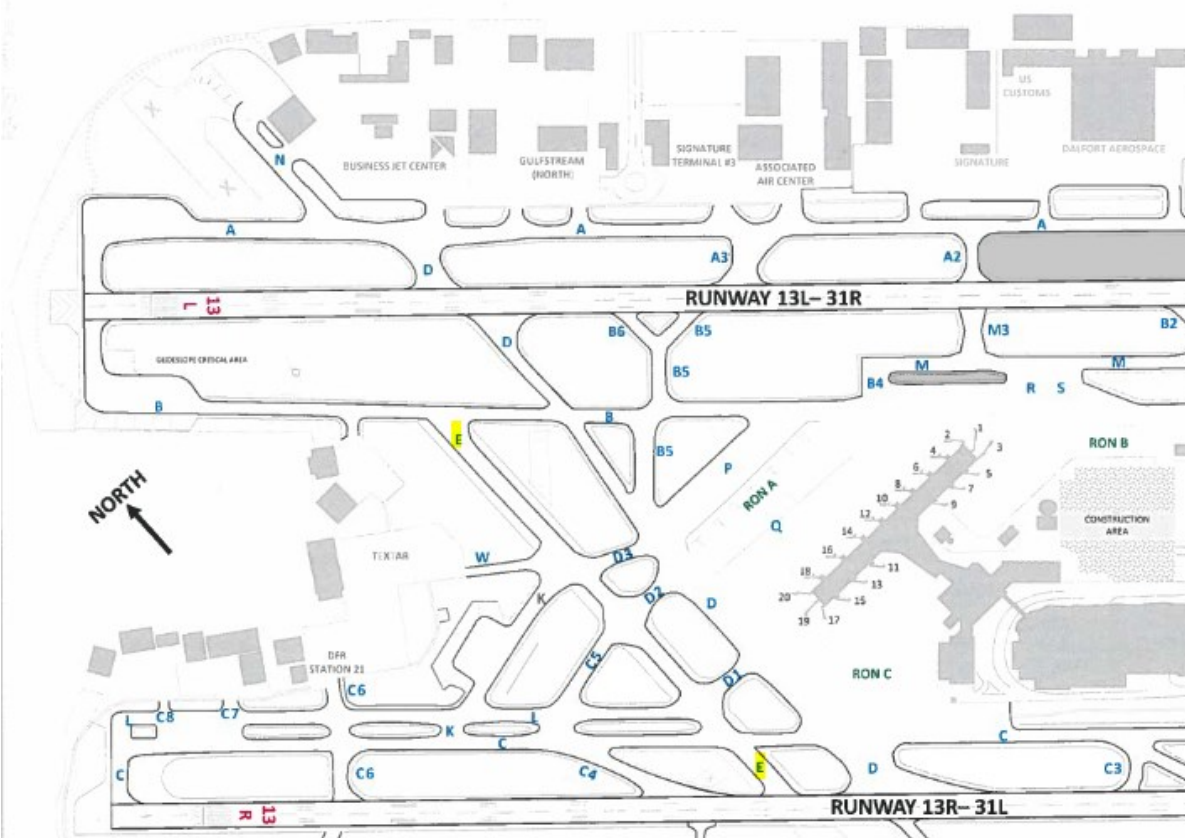 US
CUSTOMS
N
BUSINESS JET CENTER
GULFSTREAM
(NORTH)
SIGNATURE
TERMINAL #3
ASSOCIATED
AIR CENTER
SIGNATURE
DALFORT AEROSPACE
X
X
A
A
A
D
A3
A2
13
L
RUNWAY 13L– 31R
D
B6
B5
M3
B2
B5
M
M
B4
R
S
B
B
E
B5
P
RON A
Q
RON B
2
1
3
4
5
6
7
8
9
10
12
14
16
11
18
13
20
15
19
17
CONSTRUCTION
AREA
NORTH
TEXTAR
W
D3
K
D2
D
C5
DFR
STATION 21
C6
D1
RON C
L
C8
C7
K
L
C
C
C
C6
C4
E
D
C3
13
R
RUNWAY 13R– 31L